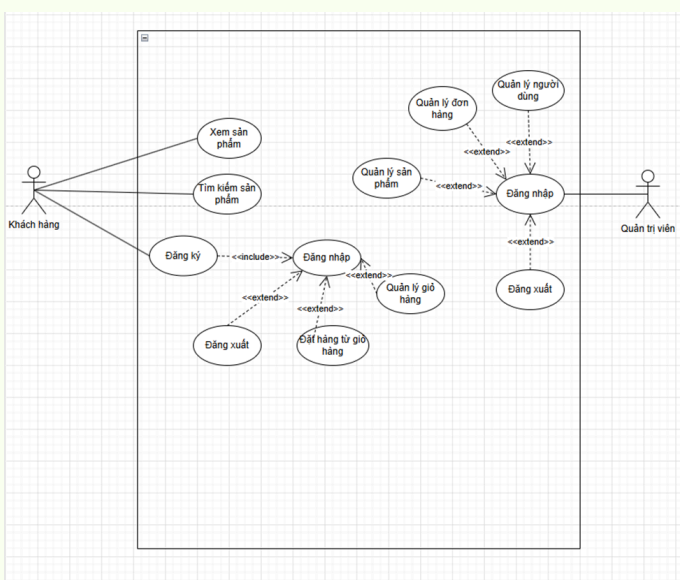 Quản lý người
dùng
Quản lý đơn
hàng
<<extend>>
<<extend>>
Xem sản
phẩm
Quản lý sản
phẩm
<<extend>>
Tìm kiếm sản
phẩm
Đăng nhập
Khách hàng
Quản trị viên
<<extend>>
Đăng ký
<<include>>
Đăng nhập
<<extend>>
Quản lý giỏ
hàng
Đăng xuất
<<extend>>
<<extend>>
Đăng xuất
Đặt hàng từ giỏ
hàng